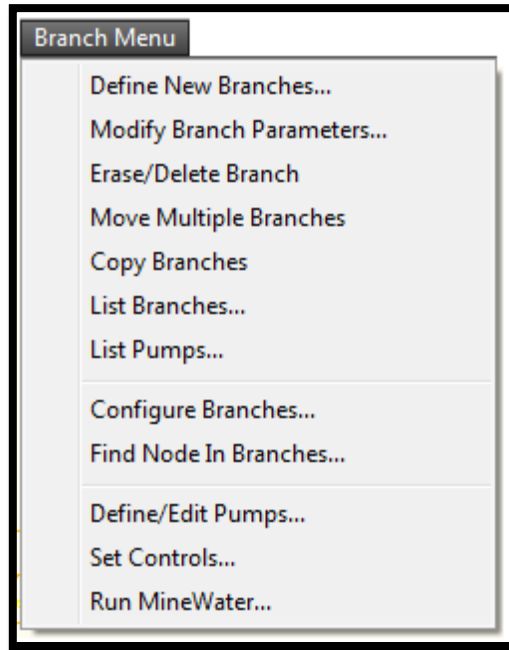 Branch Menu
Define New Branches...
Modify Branch Parameters...
Erase/Delete Branch
Move Multiple Branches
Copy Branches
List Branches...
List Pumps...
Configure Branches...
Find Node In Branches...
Define/Edit Pumps...
Set Controls...
Run MineWater...